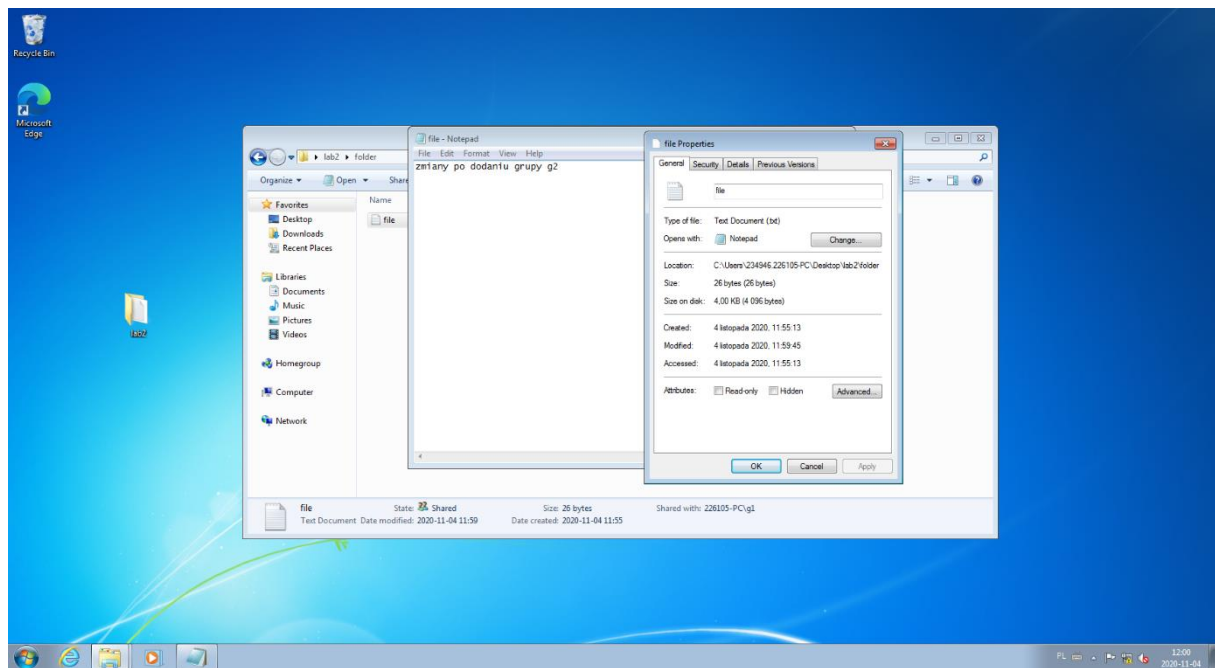 Recycle Bin
Microsoft
Edge
lab2
lab2 ▸ folder
Organize
Open
Share
Favorites
Desktop
Downloads
Recent Places
Libraries
Documents
Music
Pictures
Videos
Homegroup
Computer
Network
Name
file
file - Notepad
File Edit Format View Help
zmiany po dodaniu grupy g2
file Properties
General Security Details Previous Versions
file
Type of file: Text Document (.txt)
Opens with: Notepad Change...
Location: C:\Users\234946.226105-PC\Desktop\lab2\folder
Size: 26 bytes (26 bytes)
Size on disk: 4,00 KB (4 096 bytes)
Created: 4 listopada 2020, 11:55:13
Modified: 4 listopada 2020, 11:59:45
Accessed: 4 listopada 2020, 11:55:13
Attributes: Read-only Hidden Advanced...
OK Cancel Apply
file State: Shared Size: 26 bytes Shared with: 226105-PC\g1
Text Document Date modified: 2020-11-04 11:59 Date created: 2020-11-04 11:55
PL
12:00
2020-11-04